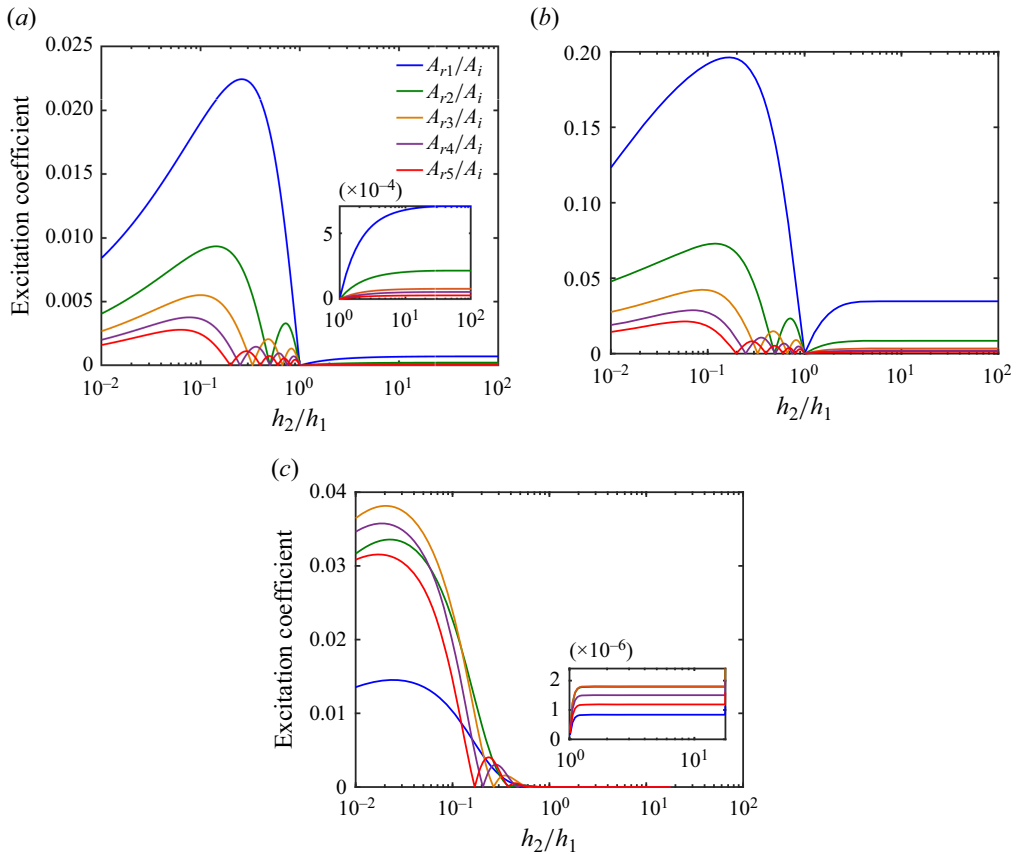 (a)
0.025
0.020
0.015
0.010
0.005
0
Excitation coefficient
A_{r1}/A_i
A_{r2}/A_i
A_{r3}/A_i
A_{r4}/A_i
A_{r5}/A_i
(×10^{–4})
5
0
10^0 10^1 10^2
10^{–2} 10^{–1} 10^0 10^1 10^2
h_2/h_1
(b)
0.20
0.15
0.10
0.05
0
10^{–2} 10^{–1} 10^0 10^1 10^2
h_2/h_1
(c)
0.04
0.03
0.02
0.01
0
Excitation coefficient
(×10^{–6})
2
1
0
10^0 10^1
10^{–2} 10^{–1} 10^0 10^1 10^2
h_2/h_1